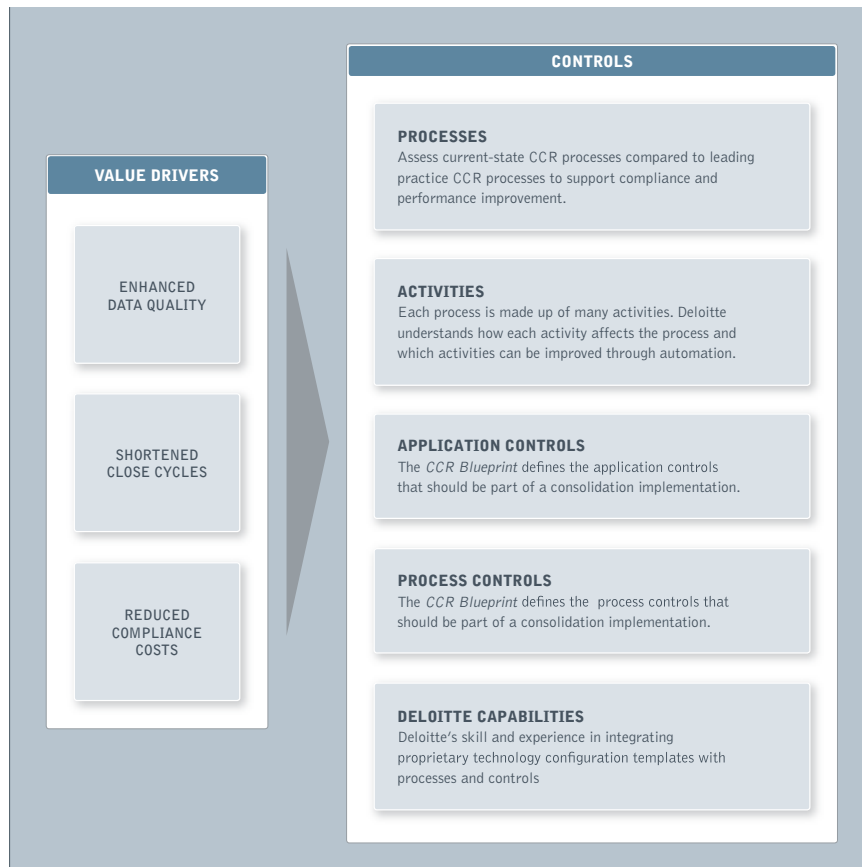 VALUE DRIVERS
ENHANCED
DATA QUALITY
SHORTENED
CLOSE CYCLES
REDUCED
COMPLIANCE
COSTS
CONTROLS
PROCESSES
Assess current-state CCR processes compared to leading
practice CCR processes to support compliance and
performance improvement.
ACTIVITIES
Each process is made up of many activities. Deloitte
understands how each activity affects the process and
which activities can be improved through automation.
APPLICATION CONTROLS
The CCR Blueprint defines the application controls
that should be part of a consolidation implementation.
PROCESS CONTROLS
The CCR Blueprint defines the process controls that
should be part of a consolidation implementation.
DELOITTE CAPABILITIES
Deloitte's skill and experience in integrating
proprietary technology configuration templates with
processes and controls